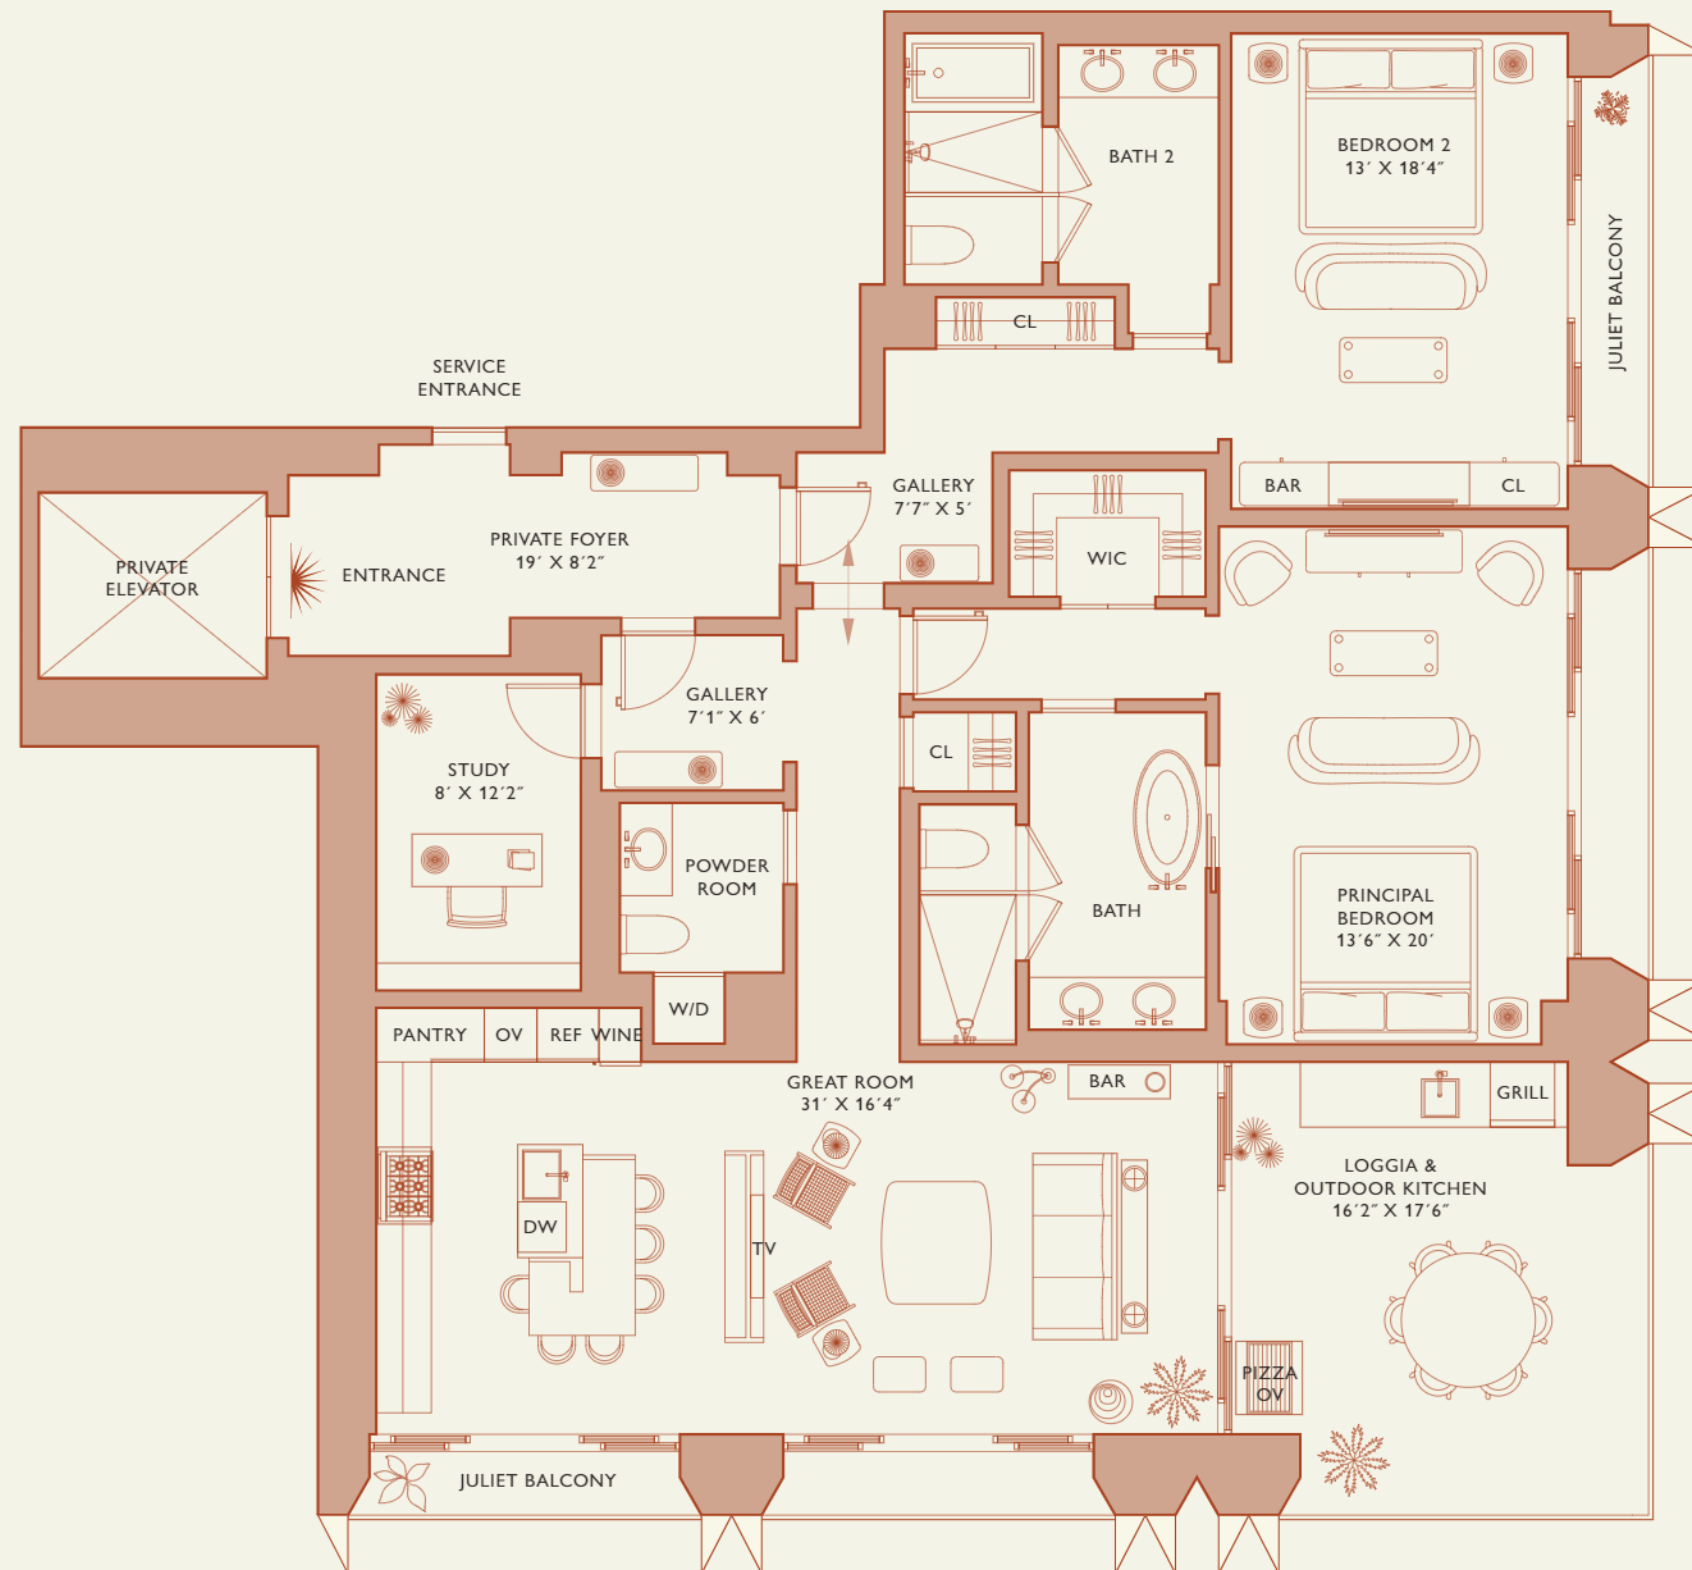 BATH 2
BEDROOM 2
13´ X 18´4˝
JULIET BALCONY
CL
SERVICE
ENTRANCE
BAR
CL
GALLERY
7´7˝ X 5´
PRIVATE FOYER
19´ X 8´2˝
WIC
PRIVATE
ELEVATOR
ENTRANCE
GALLERY
7´1˝ X 6´
CL
STUDY
8´ X 12´2˝
POWDER
ROOM
BATH
PRINCIPAL
BEDROOM
13´6˝ X 20´
W/D
PANTRY
OV
REF
WINE
GREAT ROOM
31´ X 16´4˝
BAR
GRILL
LOGGIA &
OUTDOOR KITCHEN
16´2˝ X 17´6˝
DW
TV
PIZZA
OV
JULIET BALCONY